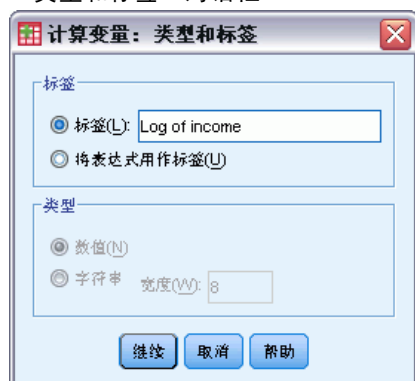 计算变量：类型和标签
标签
标签(L): Log of income
将表达式用作标签(U)
类型
数值(N)
字符串 宽度(W): 8
继续 取消 帮助